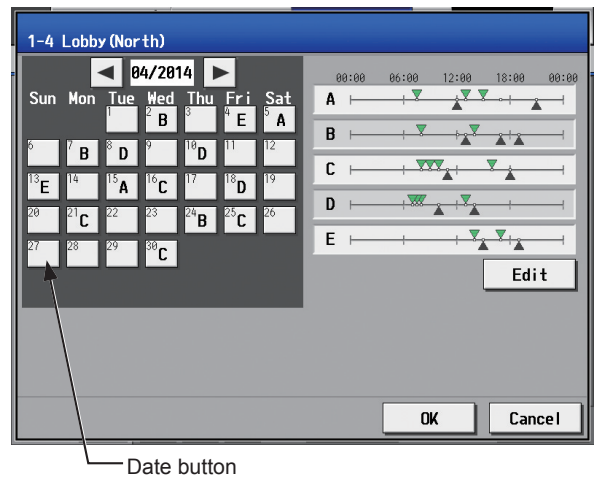 1-4 Lobby(North)
04/2014
Sun Mon Tue Wed Thu Fri Sat
1 2 B 3 4 E 5 A
6 7 B 8 D 9 10 D 11 12
13 E 14 15 A 16 C 17 18 D 19
20 21 C 22 23 24 B 25 C 26
27 28 29 30 C
00:00 06:00 12:00 18:00 00:00
A
B
C
D
E
Edit
OK Cancel
Date button